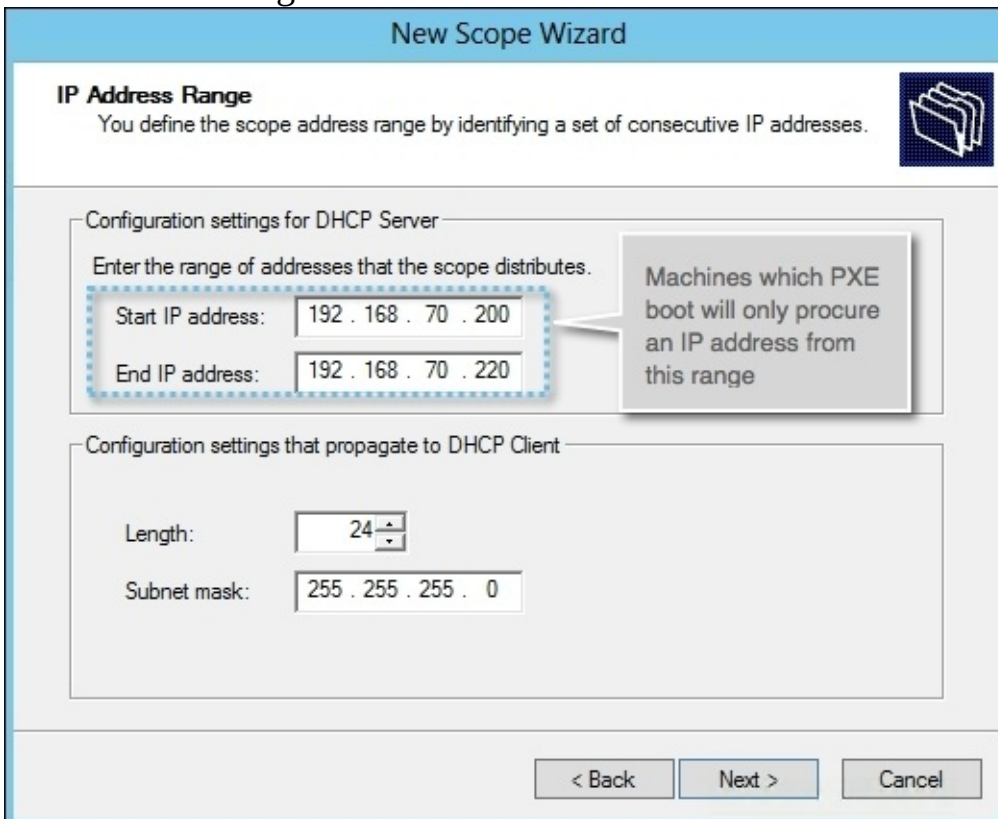 New Scope Wizard
IP Address Range
You define the scope address range by identifying a set of consecutive IP addresses.
Configuration settings for DHCP Server
Enter the range of addresses that the scope distributes.
Start IP address: 192 . 168 . 70 . 200
End IP address: 192 . 168 . 70 . 220
Machines which PXE
boot will only procure
an IP address from
this range
Configuration settings that propagate to DHCP Client
Length: 24
Subnet mask: 255 . 255 . 255 . 0
< Back Next > Cancel